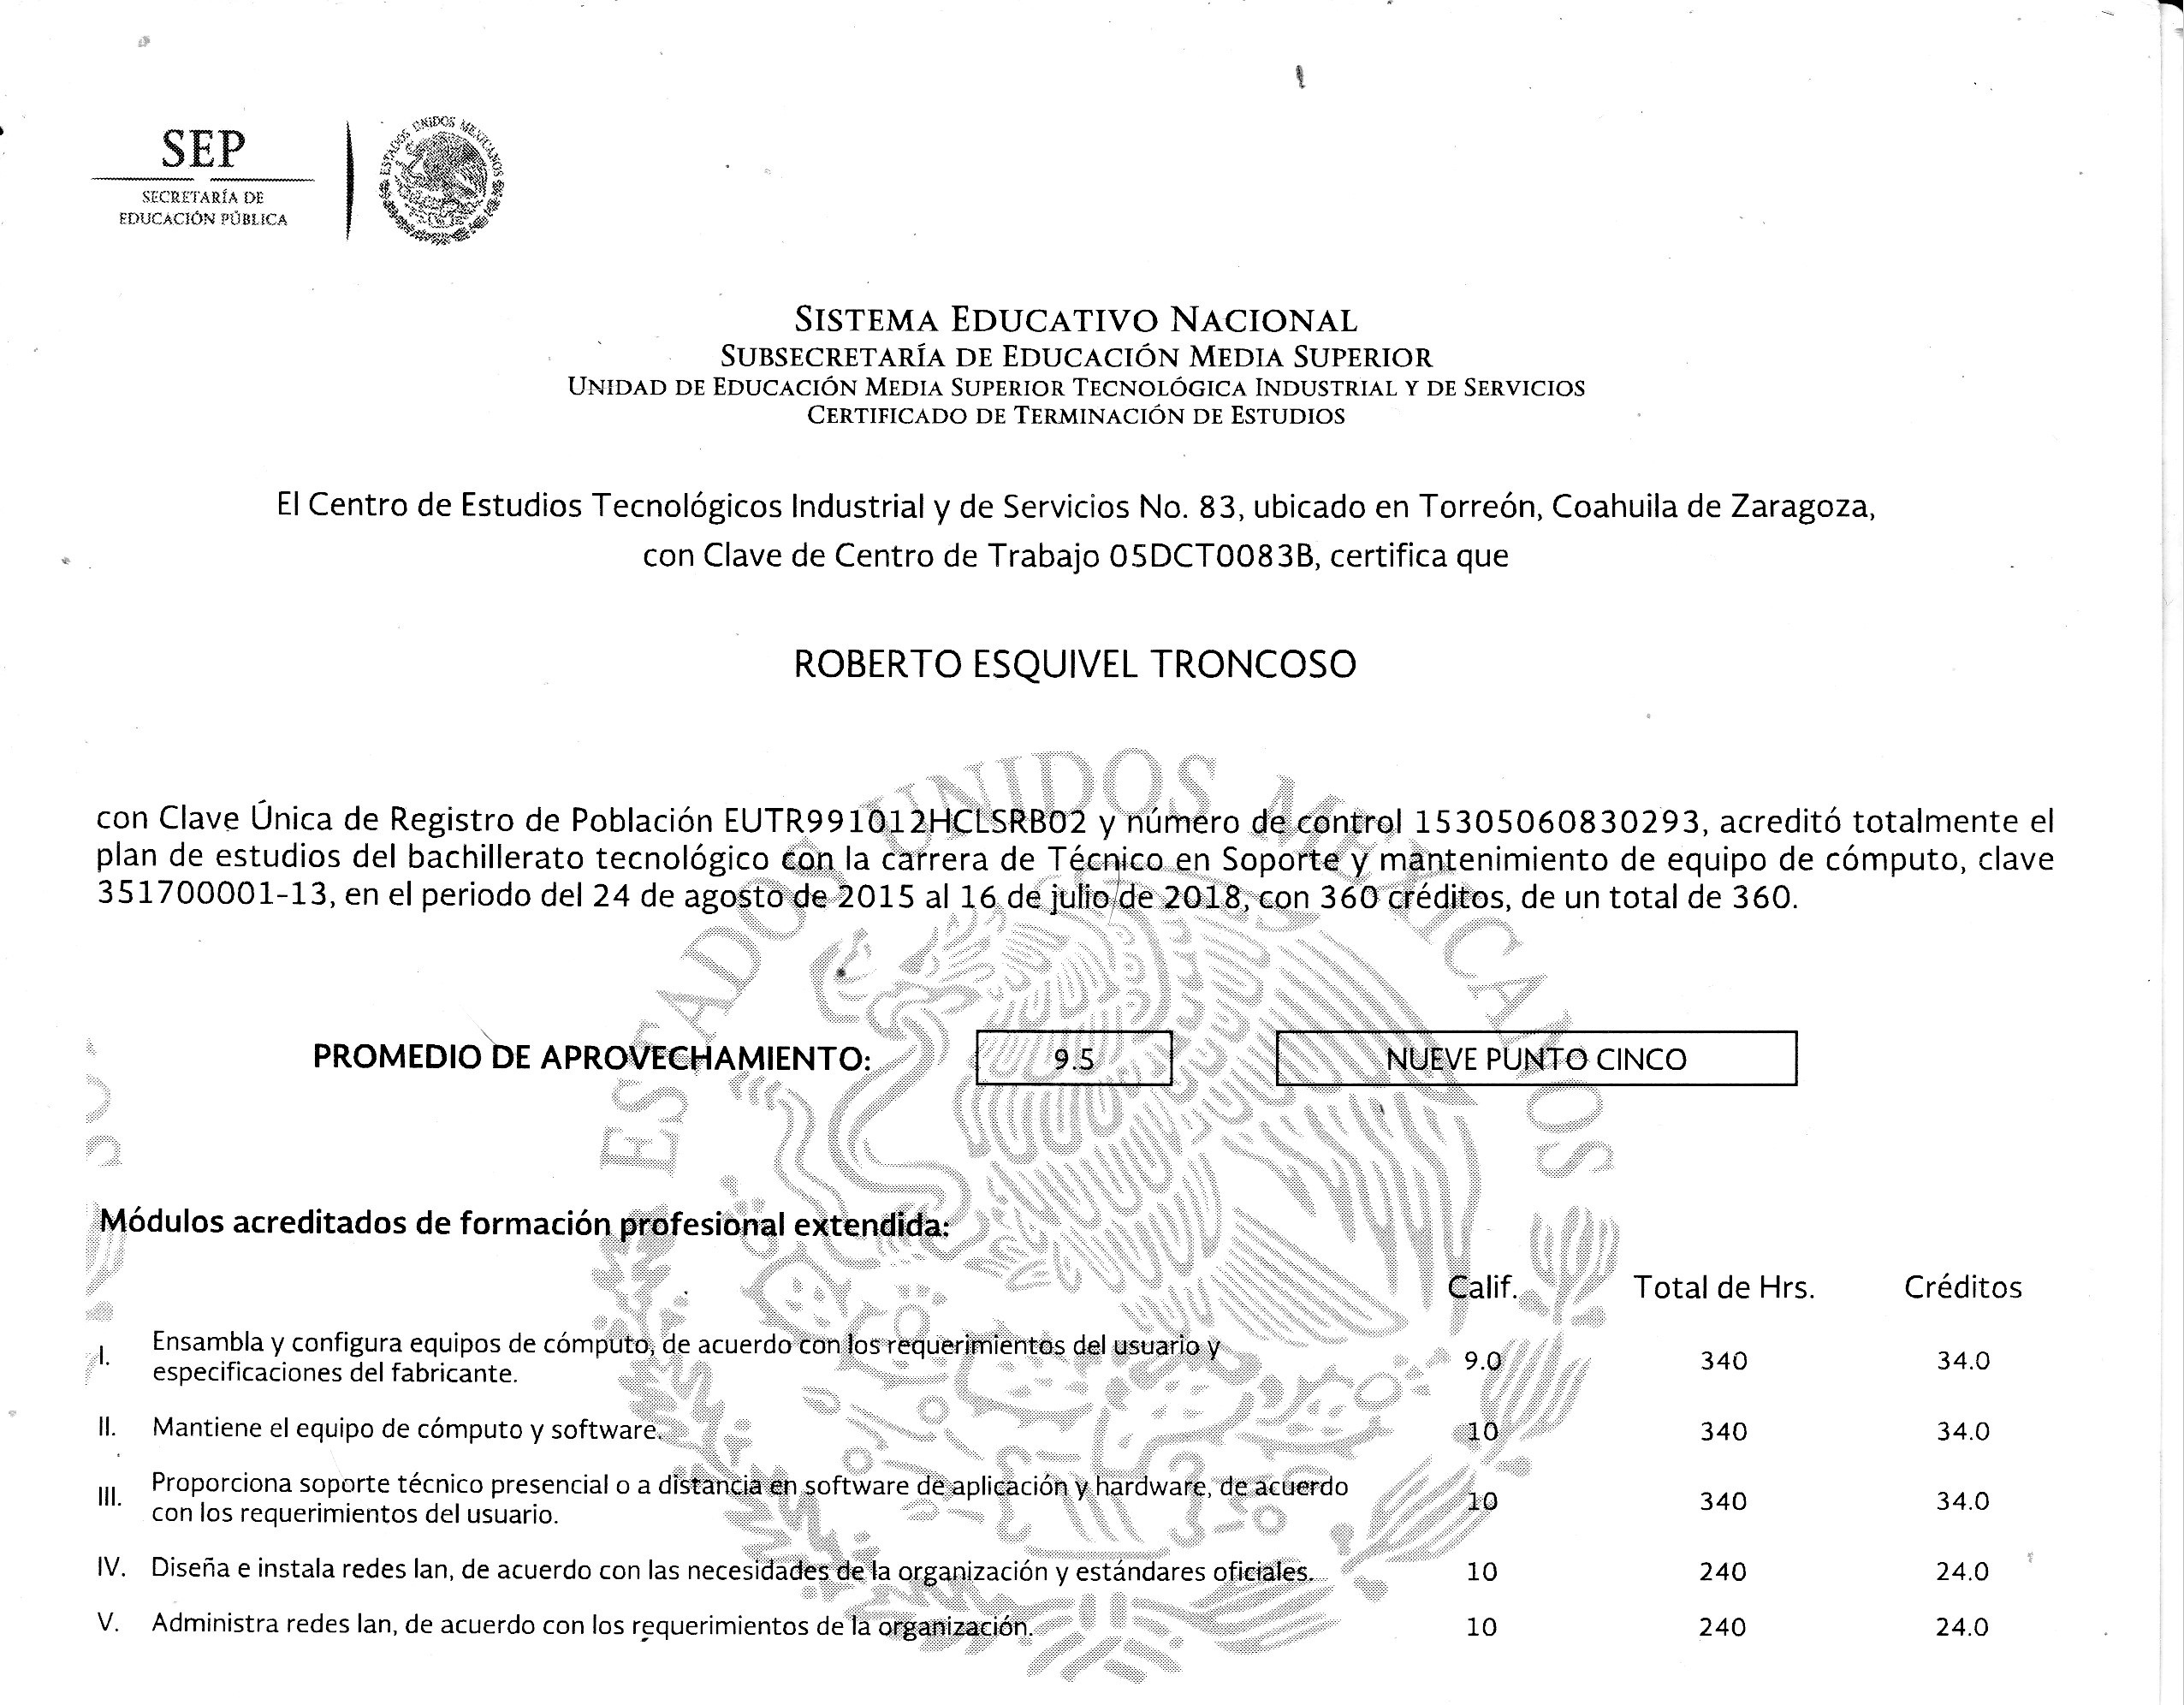 SEP
SECRETARÍA DE
EDUCACIÓN PÚBLICA
ESTADOS UNIDOS MEXICANOS
SISTEMA EDUCATIVO NACIONAL
SUBSECRETARÍA DE EDUCACIÓN MEDIA SUPERIOR
UNIDAD DE EDUCACIÓN MEDIA SUPERIOR TECNOLÓGICA INDUSTRIAL Y DE SERVICIOS
CERTIFICADO DE TERMINACIÓN DE ESTUDIOS
El Centro de Estudios Tecnológicos Industrial y de Servicios No. 83, ubicado en Torreón, Coahuila de Zaragoza,
con Clave de Centro de Trabajo 05DCT0083B, certifica que
ROBERTO ESQUIVEL TRONCOSO
con Clave Única de Registro de Población EUTR991012HCLSRB02 y número de control 15305060830293, acreditó totalmente el
plan de estudios del bachillerato tecnológico con la carrera de Técnico en Soporte y mantenimiento de equipo de cómputo, clave
351700001-13, en el periodo del 24 de agosto de 2015 al 16 de julio de 2018, con 360 créditos, de un total de 360.
ESTADOS UNIDOS MEXICANOS
PROMEDIO DE APROVECHAMIENTO: 9.5 NUEVE PUNTO CINCO
Módulos acreditados de formación profesional extendida:
Calif. Total de Hrs. Créditos
I. Ensambla y configura equipos de cómputo, de acuerdo con los requerimientos del usuario y
especificaciones del fabricante. 9.0 340 34.0
II. Mantiene el equipo de cómputo y software. 10 340 34.0
III. Proporciona soporte técnico presencial o a distancia en software de aplicación y hardware, de acuerdo
con los requerimientos del usuario. 10 340 34.0
IV. Diseña e instala redes lan, de acuerdo con las necesidades de la organización y estándares oficiales. 10 240 24.0
V. Administra redes lan, de acuerdo con los requerimientos de la organización. 10 240 24.0